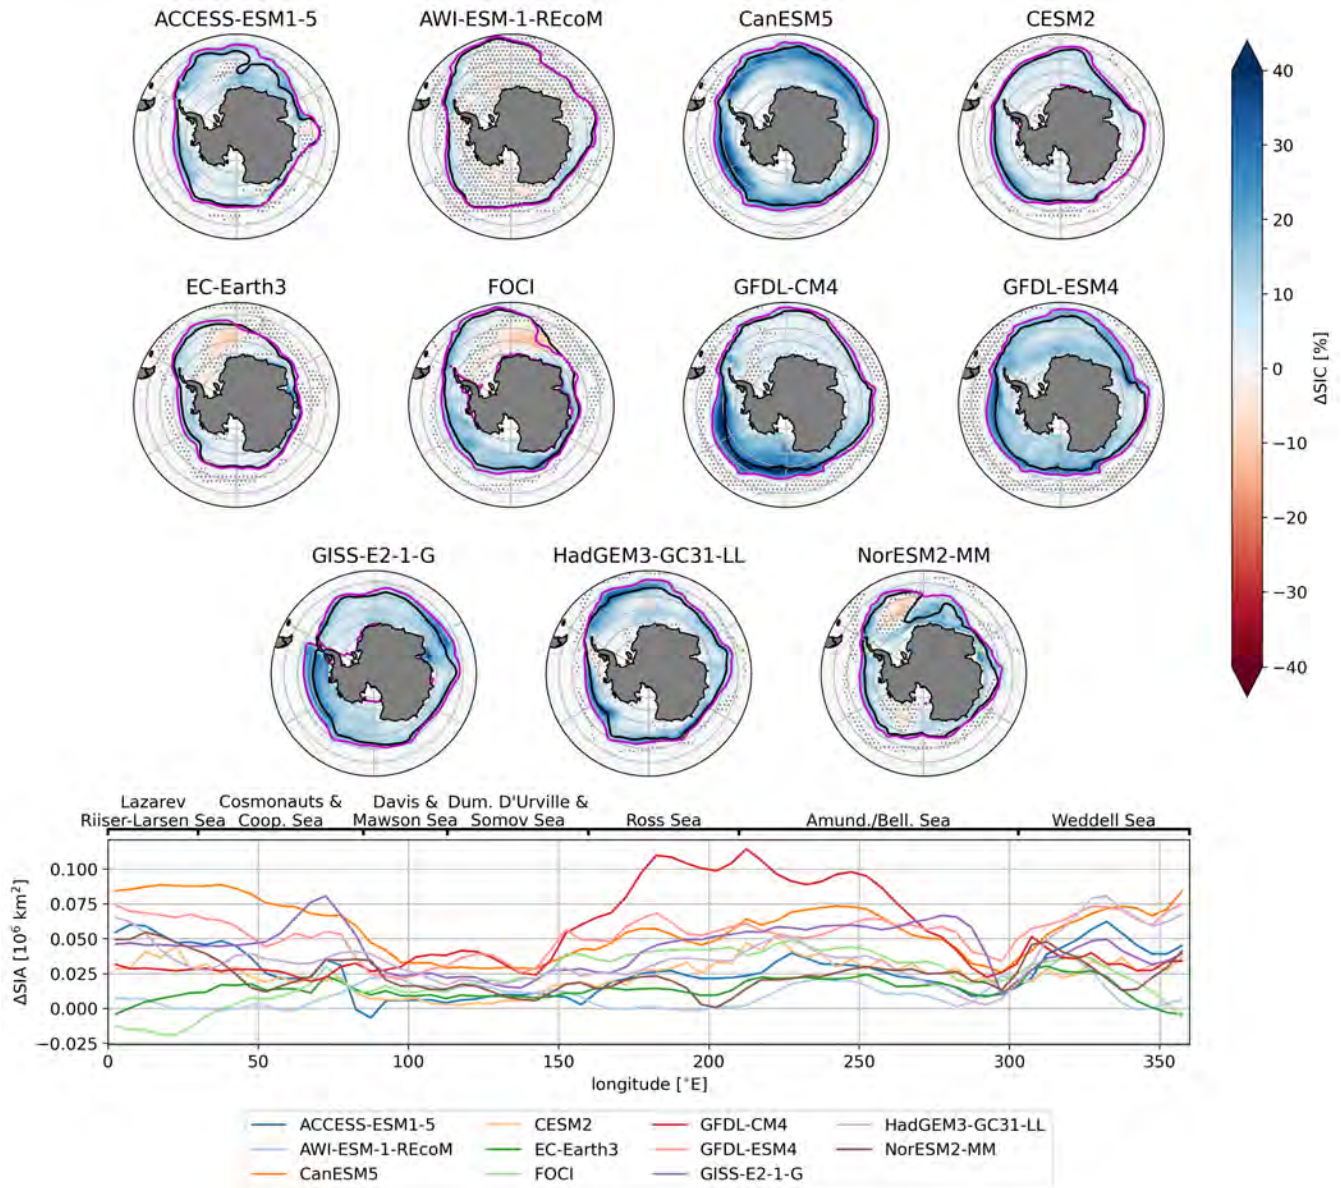 ACCESS-ESM1-5 AWI-ESM-1-REcoM CanESM5 CESM2
EC-Earth3 FOCI GFDL-CM4 GFDL-ESM4
GISS-E2-1-G HadGEM3-GC31-LL NorESM2-MM
40
30
20
10
0
−10
−20
−30
−40
ΔSIC [%]
Lazarev Cosmonauts & Davis & Dum. D'Urville &
Riiser-Larsen Sea Coop. Sea Mawson Sea Somov Sea Ross Sea Amund./Bell. Sea Weddell Sea
0.100
0.075
0.050
0.025
0.000
−0.025
ΔSIA [10⁶ km²]
0 50 100 150 200 250 300 350
longitude [°E]
ACCESS-ESM1-5 CESM2 GFDL-CM4 HadGEM3-GC31-LL
AWI-ESM-1-REcoM EC-Earth3 GFDL-ESM4 NorESM2-MM
CanESM5 FOCI GISS-E2-1-G